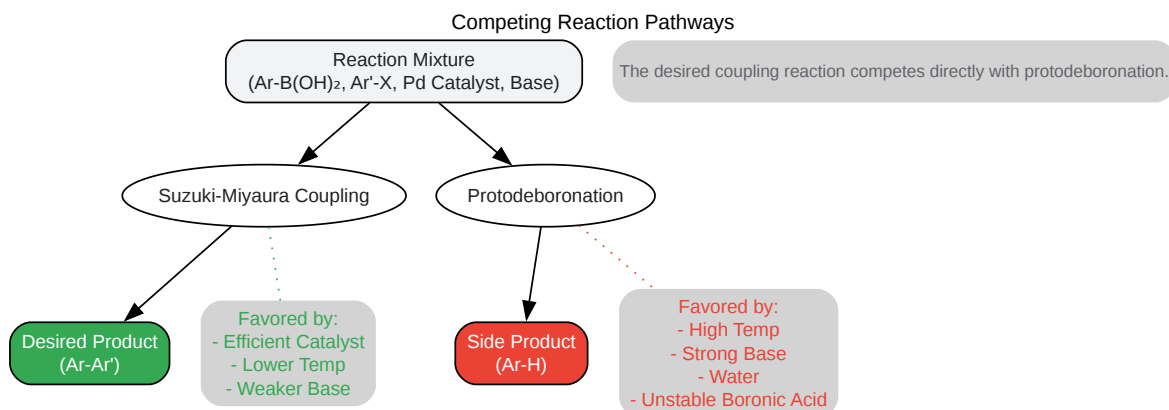 Competing Reaction Pathways
Reaction Mixture
(Ar-B(OH)₂, Ar'-X, Pd Catalyst, Base)
The desired coupling reaction competes directly with protodeboronation.
Suzuki-Miyaura Coupling
Protodeboronation
Desired Product
(Ar-Ar')
Favored by:
- Efficient Catalyst
- Lower Temp
- Weaker Base
Side Product
(Ar-H)
Favored by:
- High Temp
- Strong Base
- Water
- Unstable Boronic Acid